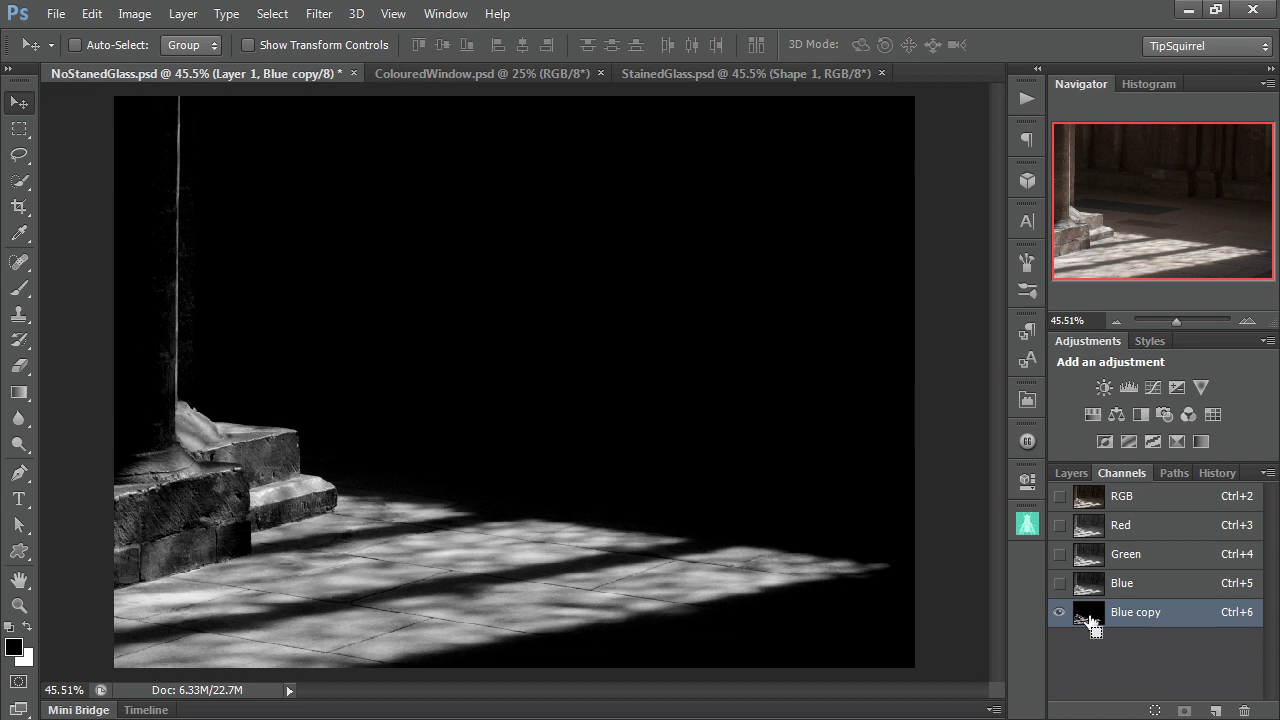 Ps File Edit Image Layer Type Select Filter 3D View Window Help
Auto-Select: Group Show Transform Controls 3D Mode: TipSquirrel
NoStanedGlass.psd @ 45.5% (Layer 1, Blue copy/8) * × ColouredWindow.psd @ 25% (RGB/8*) × StainedGlass.psd @ 45.5% (Shape 1, RGB/8*) ×
Navigator Histogram
45.51%
Adjustments Styles
Add an adjustment
Layers Channels Paths History
RGB Ctrl+2
Red Ctrl+3
Green Ctrl+4
Blue Ctrl+5
Blue copy Ctrl+6
45.51% Doc: 6.33M/22.7M
Mini Bridge Timeline